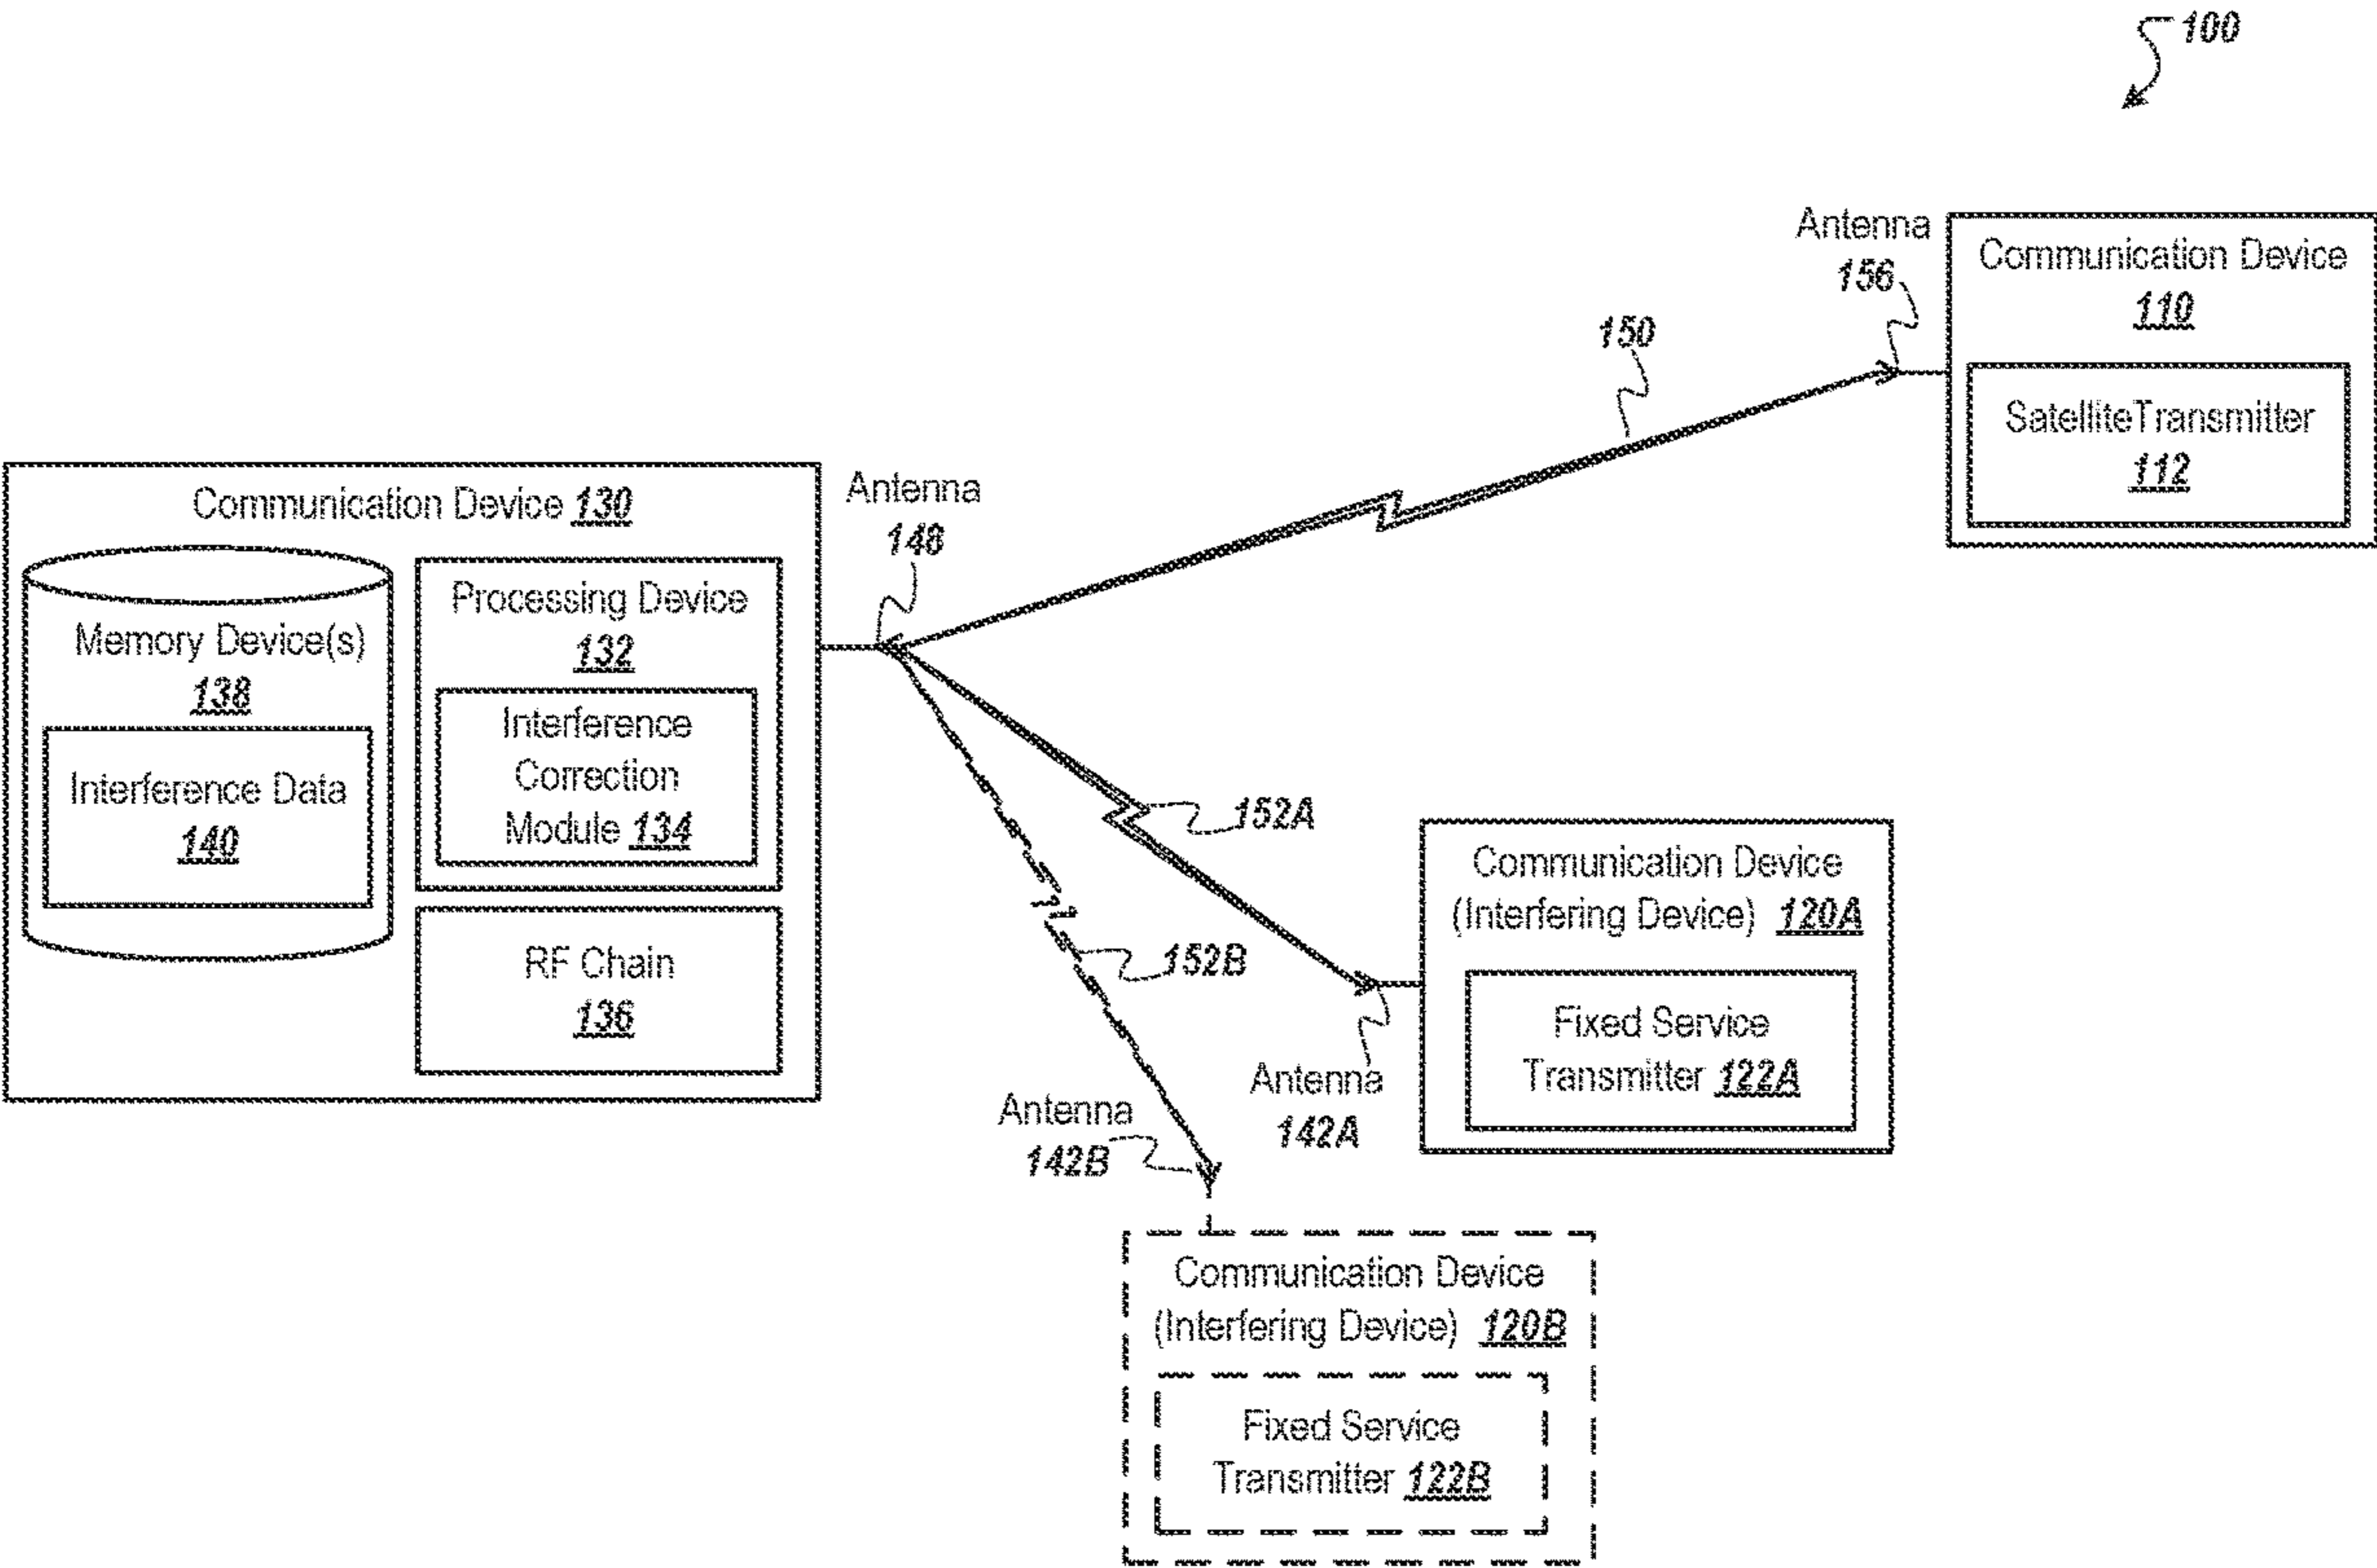 100
Antenna
156
Communication Device
110
150
SatelliteTransmitter
112
Communication Device 130
Antenna
148
Memory Device(s)
138
Interference Data
140
Processing Device
132
Interference
Correction
Module 134
RF Chain
136
152A
152B
Communication Device
(Interfering Device) 120A
Fixed Service
Transmitter 122A
Antenna
142A
Antenna
142B
Communication Device
(Interfering Device) 120B
Fixed Service
Transmitter 122B